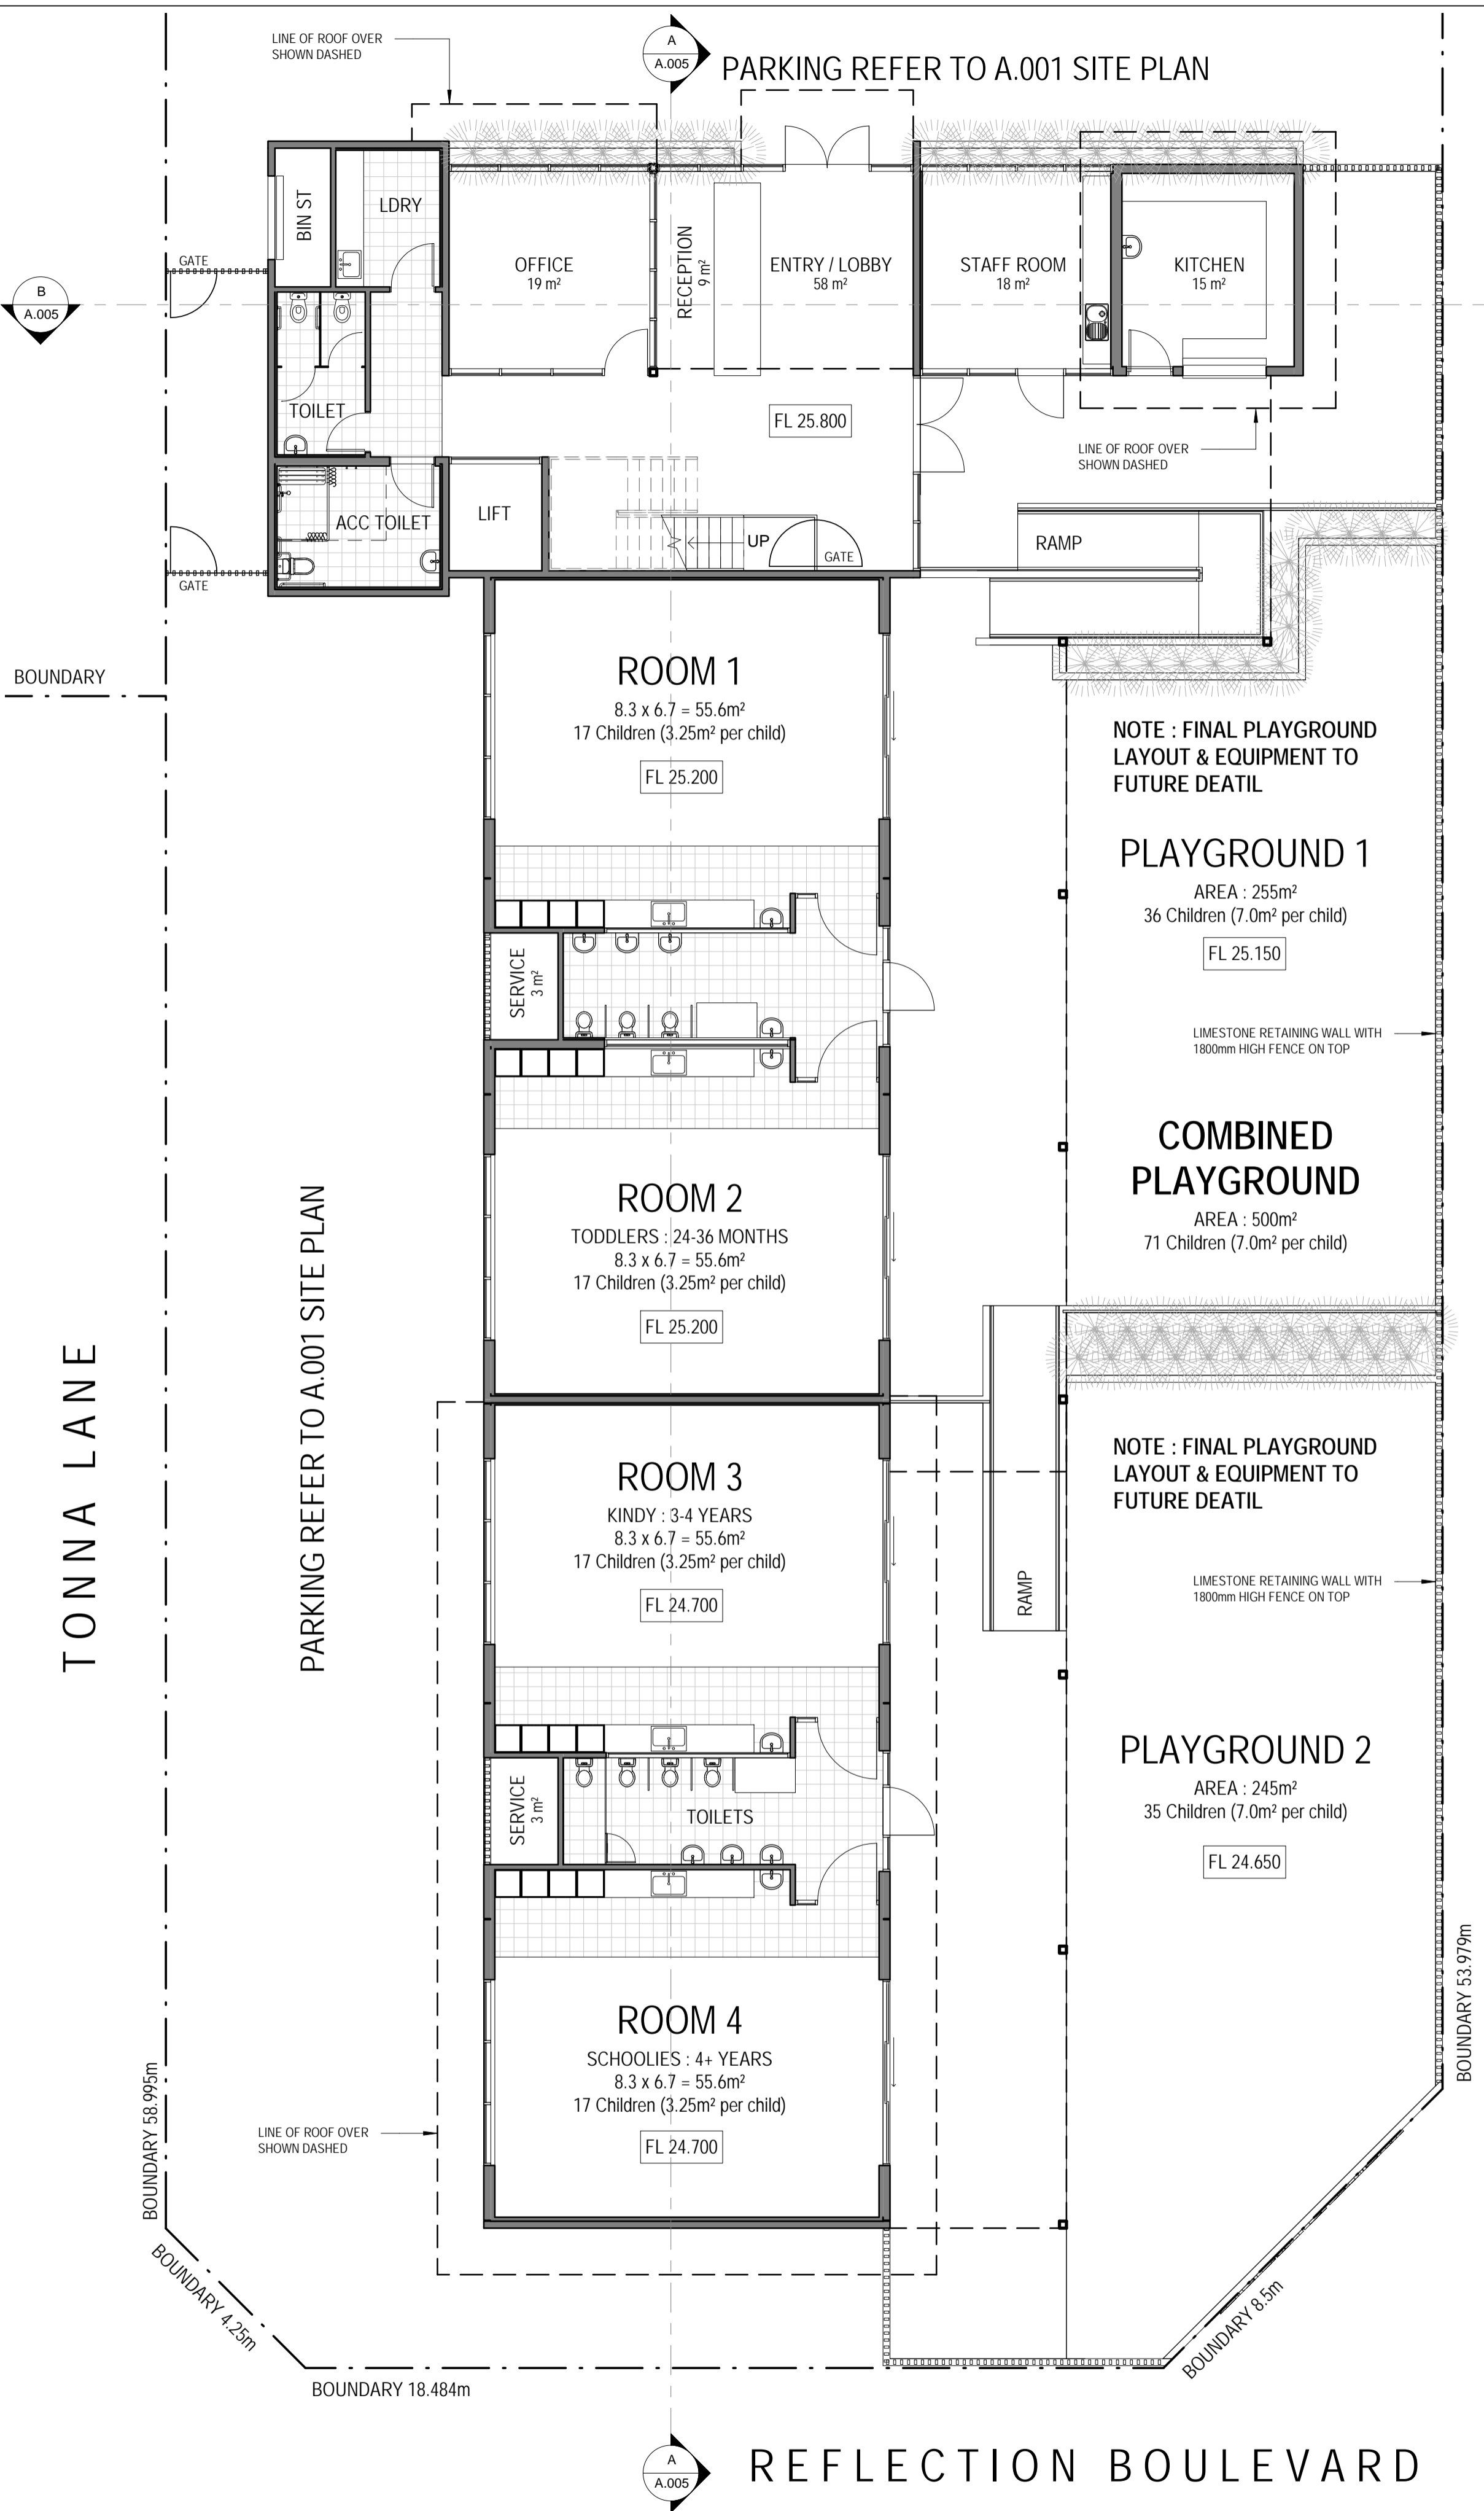 LINE OF ROOF OVER
SHOWN DASHED
A
A.005
PARKING REFER TO A.001 SITE PLAN
BIN ST
LDRY
OFFICE
19 m²
RECEPTION
9 m²
ENTRY / LOBBY
58 m²
STAFF ROOM
18 m²
KITCHEN
15 m²
GATE
B
A.005
TOILET
FL 25.800
LINE OF ROOF OVER
SHOWN DASHED
ACC TOILET
LIFT
UP
GATE
RAMP
GATE
BOUNDARY
ROOM 1
8.3 x 6.7 = 55.6m²
17 Children (3.25m² per child)
FL 25.200
NOTE : FINAL PLAYGROUND
LAYOUT & EQUIPMENT TO
FUTURE DEATIL
PLAYGROUND 1
AREA : 255m²
36 Children (7.0m² per child)
FL 25.150
SERVICE
3 m²
LIMESTONE RETAINING WALL WITH
1800mm HIGH FENCE ON TOP
COMBINED
PLAYGROUND
AREA : 500m²
71 Children (7.0m² per child)
ROOM 2
TODDLERS : 24-36 MONTHS
8.3 x 6.7 = 55.6m²
17 Children (3.25m² per child)
FL 25.200
TONNA LANE
PARKING REFER TO A.001 SITE PLAN
ROOM 3
KINDY : 3-4 YEARS
8.3 x 6.7 = 55.6m²
17 Children (3.25m² per child)
FL 24.700
NOTE : FINAL PLAYGROUND
LAYOUT & EQUIPMENT TO
FUTURE DEATIL
RAMP
LIMESTONE RETAINING WALL WITH
1800mm HIGH FENCE ON TOP
SERVICE
3 m²
TOILETS
PLAYGROUND 2
AREA : 245m²
35 Children (7.0m² per child)
FL 24.650
ROOM 4
SCHOOLIES : 4+ YEARS
8.3 x 6.7 = 55.6m²
17 Children (3.25m² per child)
FL 24.700
BOUNDARY 53.979m
BOUNDARY 58.995m
LINE OF ROOF OVER
SHOWN DASHED
BOUNDARY 4.25m
BOUNDARY 8.5m
BOUNDARY 18.484m
A
A.005
REFLECTION BOULEVARD